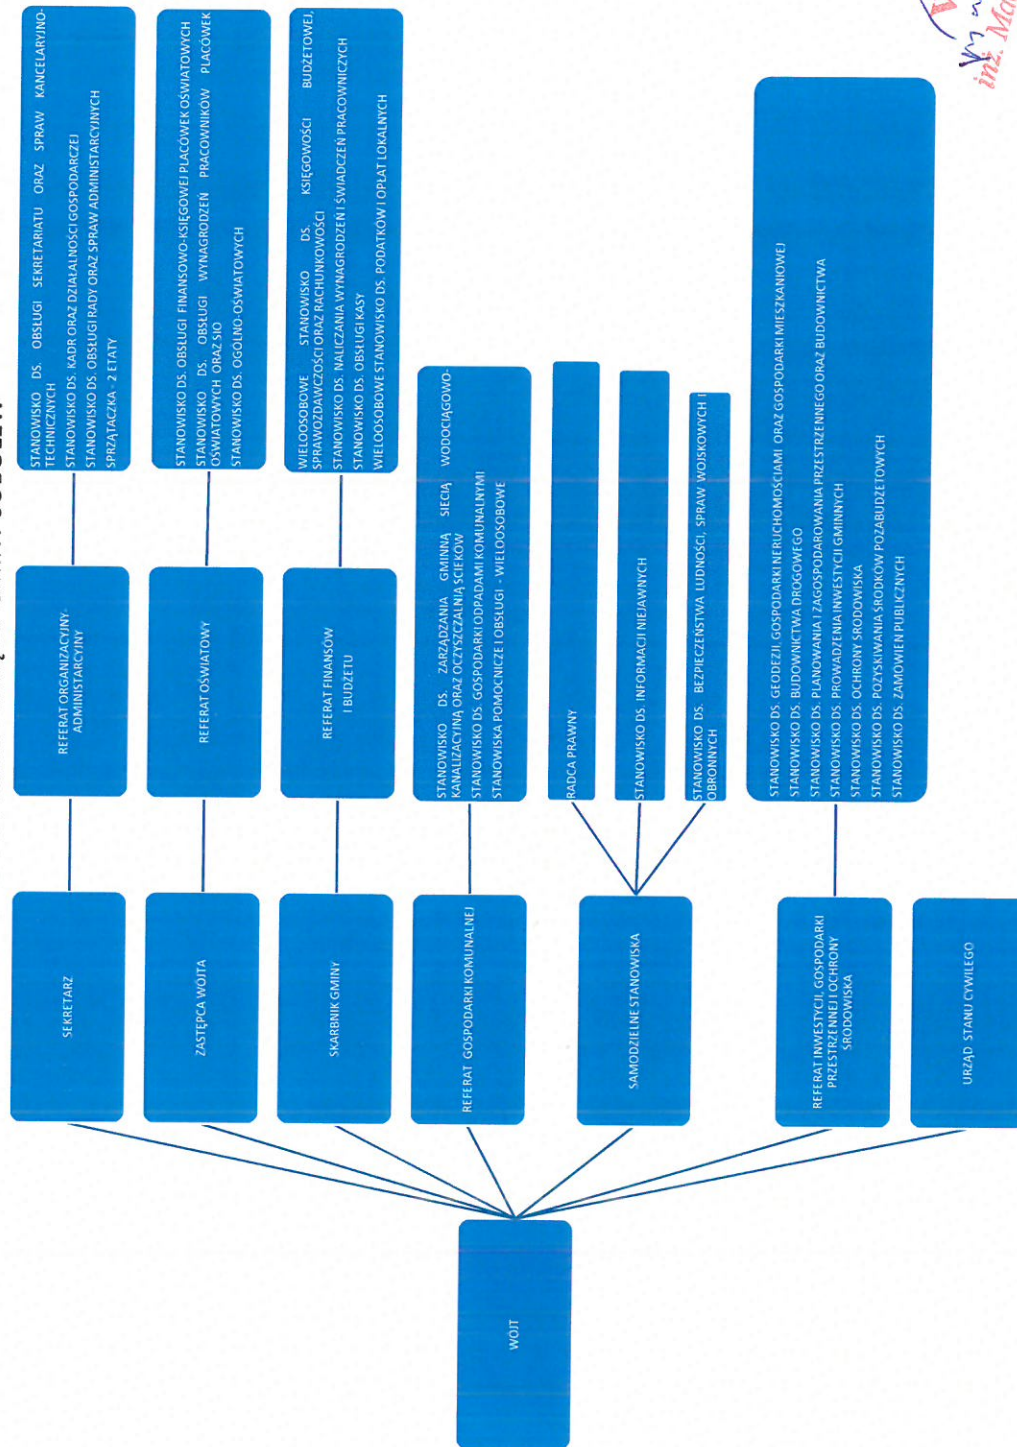 WÓJT
SEKRETARZ
REFERAT ORGANIZACYJNY-
ADMINISTARCYJNY
STANOWISKO DS. OBSŁUGI SEKRETARIATU ORAZ SPRAW KANCELARYJNO-
TECHNICZNYCH
STANOWISKO DS. KADR ORAZ DZIAŁALNOŚCI GOSPODARCZEJ
STANOWISKO DS. OBSŁUGI RADY ORAZ SPRAW ADMINISTARCYJNYCH
SPRZĄTACZKA - 2 ETATY
ZASTĘPCA WÓJTA
REFERAT OŚWIATOWY
STANOWISKO DS. OBSŁUGI FINANSOWO-KSIĘGOWEJ PLACÓWEK OŚWIATOWYCH
STANOWISKO DS. OBSŁUGI WYNAGRODZEŃ PRACOWNIKÓW PLACÓWEK
OŚWIATOWYCH ORAZ SIO
STANOWISKO DS. OGÓLNO-OŚWIATOWYCH
SKARBNIK GMINY
REFERAT FINANSÓW
I BUDŻETU
WIELOOSOBOWE STANOWISKO DS. KSIĘGOWOŚCI BUDŻETOWEJ,
SPRAWOZDAWCZOŚCI ORAZ RACHUNKOWOŚCI
STANOWISKO DS. NALICZANIA WYNAGRODZEŃ I ŚWIADCZEŃ PRACOWNICZYCH
STANOWISKO DS. OBSŁUGI KASY
WIELOOSOBOWE STANOWISKO DS. PODATKÓW I OPŁAT LOKALNYCH
REFERAT GOSPODARKI KOMUNALNEJ
STANOWISKO DS. ZARZĄDZANIA GMINNĄ SIECIĄ WODOCIĄGOWO-
KANALIZACYJNĄ ORAZ OCZYSZCZALNIĄ ŚCIEKÓW
STANOWISKO DS. GOSPODARKI ODPADAMI KOMUNALNYMI
STANOWISKA POMOCNICZE I OBSŁUGI - WIELOOSOBOWE
SAMODZIELNE STANOWISKA
RADCA PRAWNY
STANOWISKO DS. INFORMACJI NIEJAWNYCH
STANOWISKO DS. BEZPIECZEŃSTWA LUDNOŚCI, SPRAW WOJSKOWYCH I
OBRONNYCH
REFERAT INWESTYCJI, GOSPODARKI
PRZESTRZENNEJ I OCHRONY
ŚRODOWISKA
STANOWISKO DS. GEODEZJI, GOSPODARKI NERUCHOMOŚCIAMI ORAZ GOSPODARKI MIESZKANIOWEJ
STANOWISKO DS. BUDOWNICTWA DROGOWEGO
STANOWISKO DS. PLANOWANIA I ZAGOSPODAROWANIA PRZESTRZENNEGO ORAZ BUDOWNICTWA
STANOWISKO DS. PROWADZENIA INWESTYCJI GMINNYCH
STANOWISKO DS. OCHRONY ŚRODOWISKA
STANOWISKO DS. POZYSKIWANIA ŚRODKÓW POZABUDŻETOWYCH
STANOWISKO DS. ZAMÓWIEŃ PUBLICZNYCH
URZĄD STANU CYWILEGO
inż.